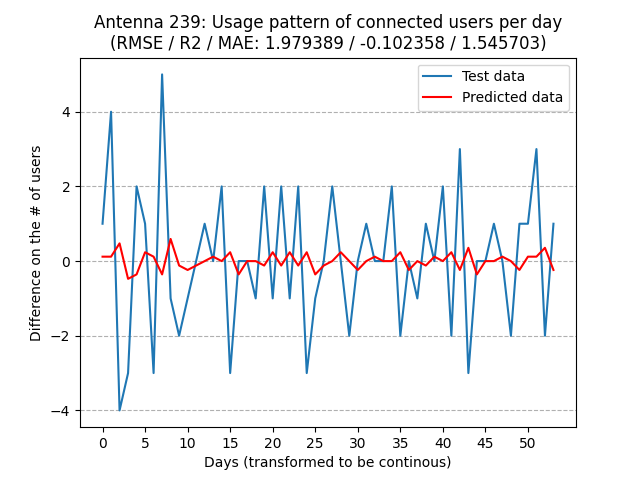 Antenna 239: Usage pattern of connected users per day
(RMSE / R2 / MAE: 1.979389 / -0.102358 / 1.545703)
Test data
Predicted data
4
2
0
−2
−4
Difference on the # of users
0 5 10 15 20 25 30 35 40 45 50
Days (transformed to be continous)